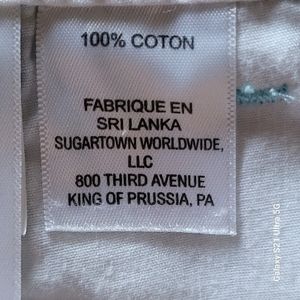 100% COTON
FABRIQUE EN
SRI LANKA
SUGARTOWN WORLDWIDE,
LLC
800 THIRD AVENUE
KING OF PRUSSIA, PA
Galaxy S21 Ultra 5G